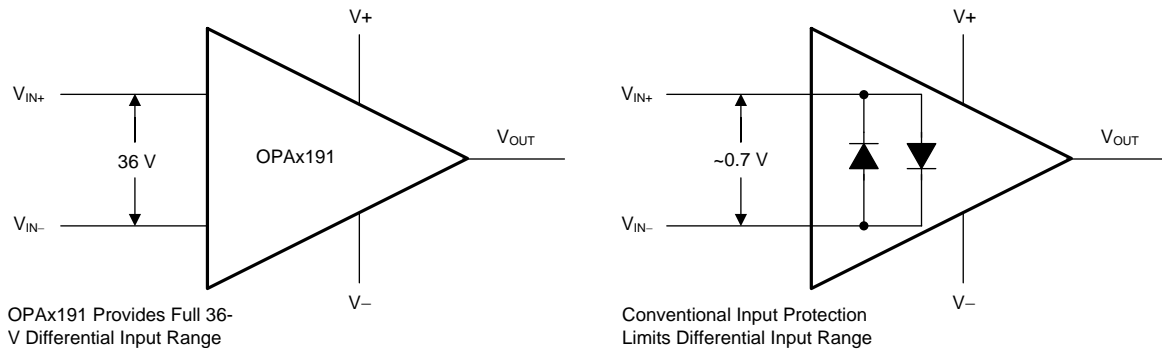 V+
VIN+
36 V
OPAx191
VOUT
VIN−
V−
OPAx191 Provides Full 36-
V Differential Input Range
V+
VIN+
~0.7 V
VOUT
VIN−
V−
Conventional Input Protection
Limits Differential Input Range